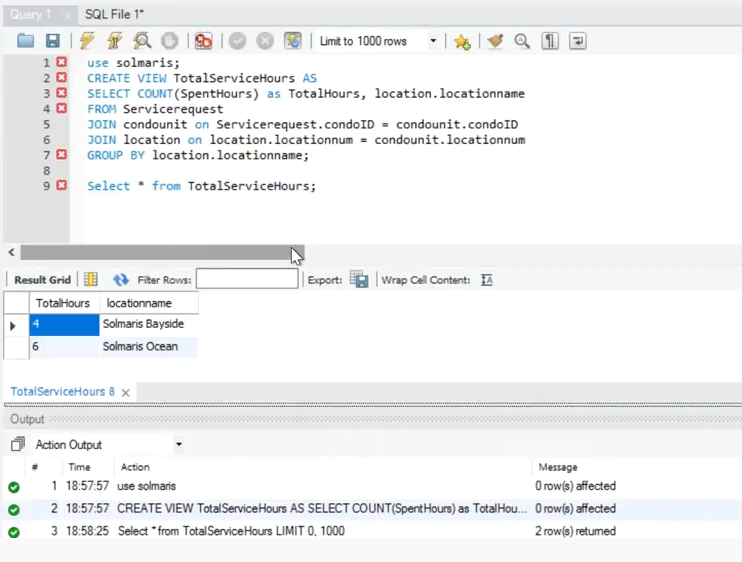 Query 1
SQL File 1*
Limit to 1000 rows
1 use solmaris;
2 CREATE VIEW TotalServiceHours AS
3 SELECT COUNT(SpentHours) as TotalHours, location.locationname
4 FROM Servicerequest
5 JOIN condounit on Servicerequest.condoID = condounit.condoID
6 JOIN location on location.locationnum = condounit.locationnum
7 GROUP BY location.locationname;
8
9 Select * from TotalServiceHours;
Result Grid Filter Rows: Export: Wrap Cell Content:
TotalHours locationname
4 Solmaris Bayside
6 Solmaris Ocean
TotalServiceHours 8
Output
Action Output
# Time Action Message
1 18:57:57 use solmaris 0 row(s) affected
2 18:57:57 CREATE VIEW TotalServiceHours AS SELECT COUNT(SpentHours) as TotalHou... 0 row(s) affected
3 18:58:25 Select * from TotalServiceHours LIMIT 0, 1000 2 row(s) returned